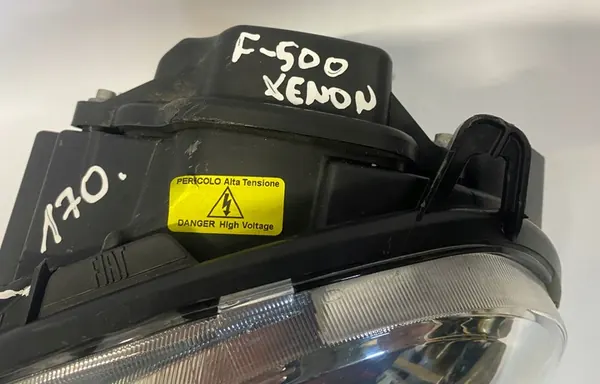 F-500
XENON
170.
PERICOLO Alta Tensione
DANGER High Voltage
FIAT